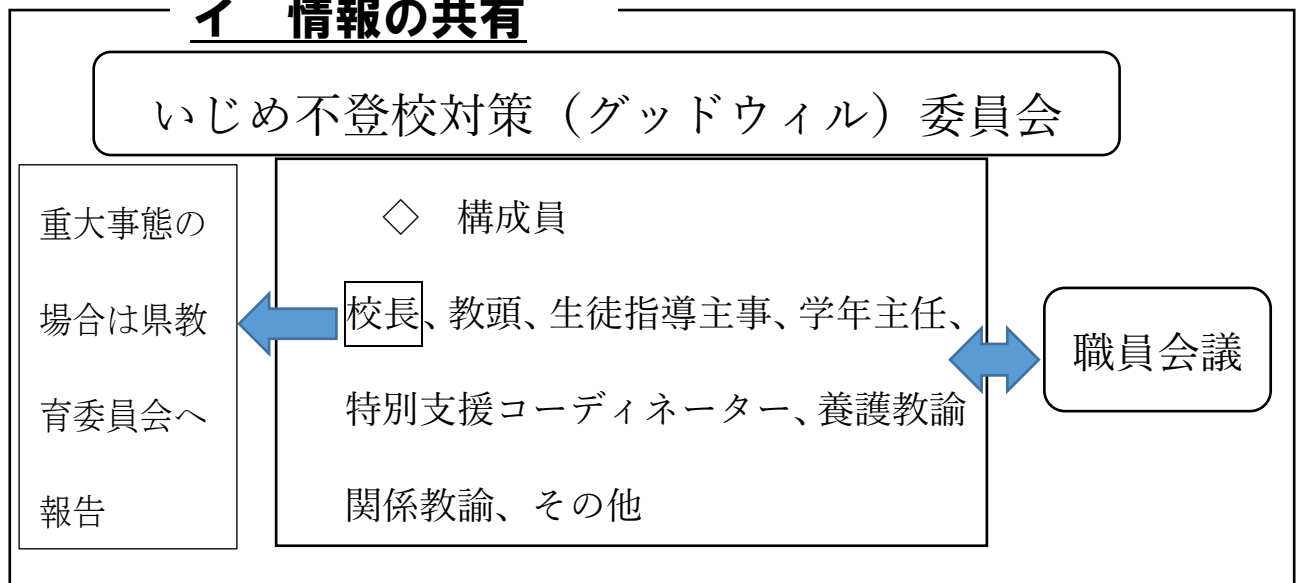 イ　情報の共有
いじめ不登校対策（グッドウィル）委員会
重大事態の
場合は県教
育委員会へ
報告
◇　構成員
校長、教頭、生徒指導主事、学年主任、
特別支援コーディネーター、養護教諭
関係教諭、その他
職員会議